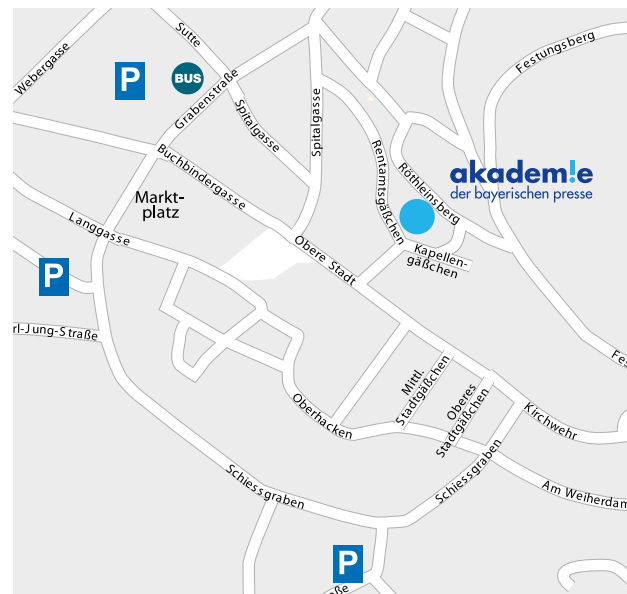 Sutte
Festungsberg
Webergasse
P
BUS
Grabenstraße
Spitalgasse
Spitalgasse
Rentamtsgäßchen
Röthleinsberg
akadem!e
der bayerischen presse
Buchbindergasse
Markt-
platz
Langgasse
Obere Stadt
Kapellen-
gäßchen
P
rl-Jung-Straße
Fes
Mittl.
Stadtgäßchen
Oberes
Stadtgäßchen
Oberhacken
Kirchwehr
Schiessgraben
Schiessgraben
Am Weiherdam
P